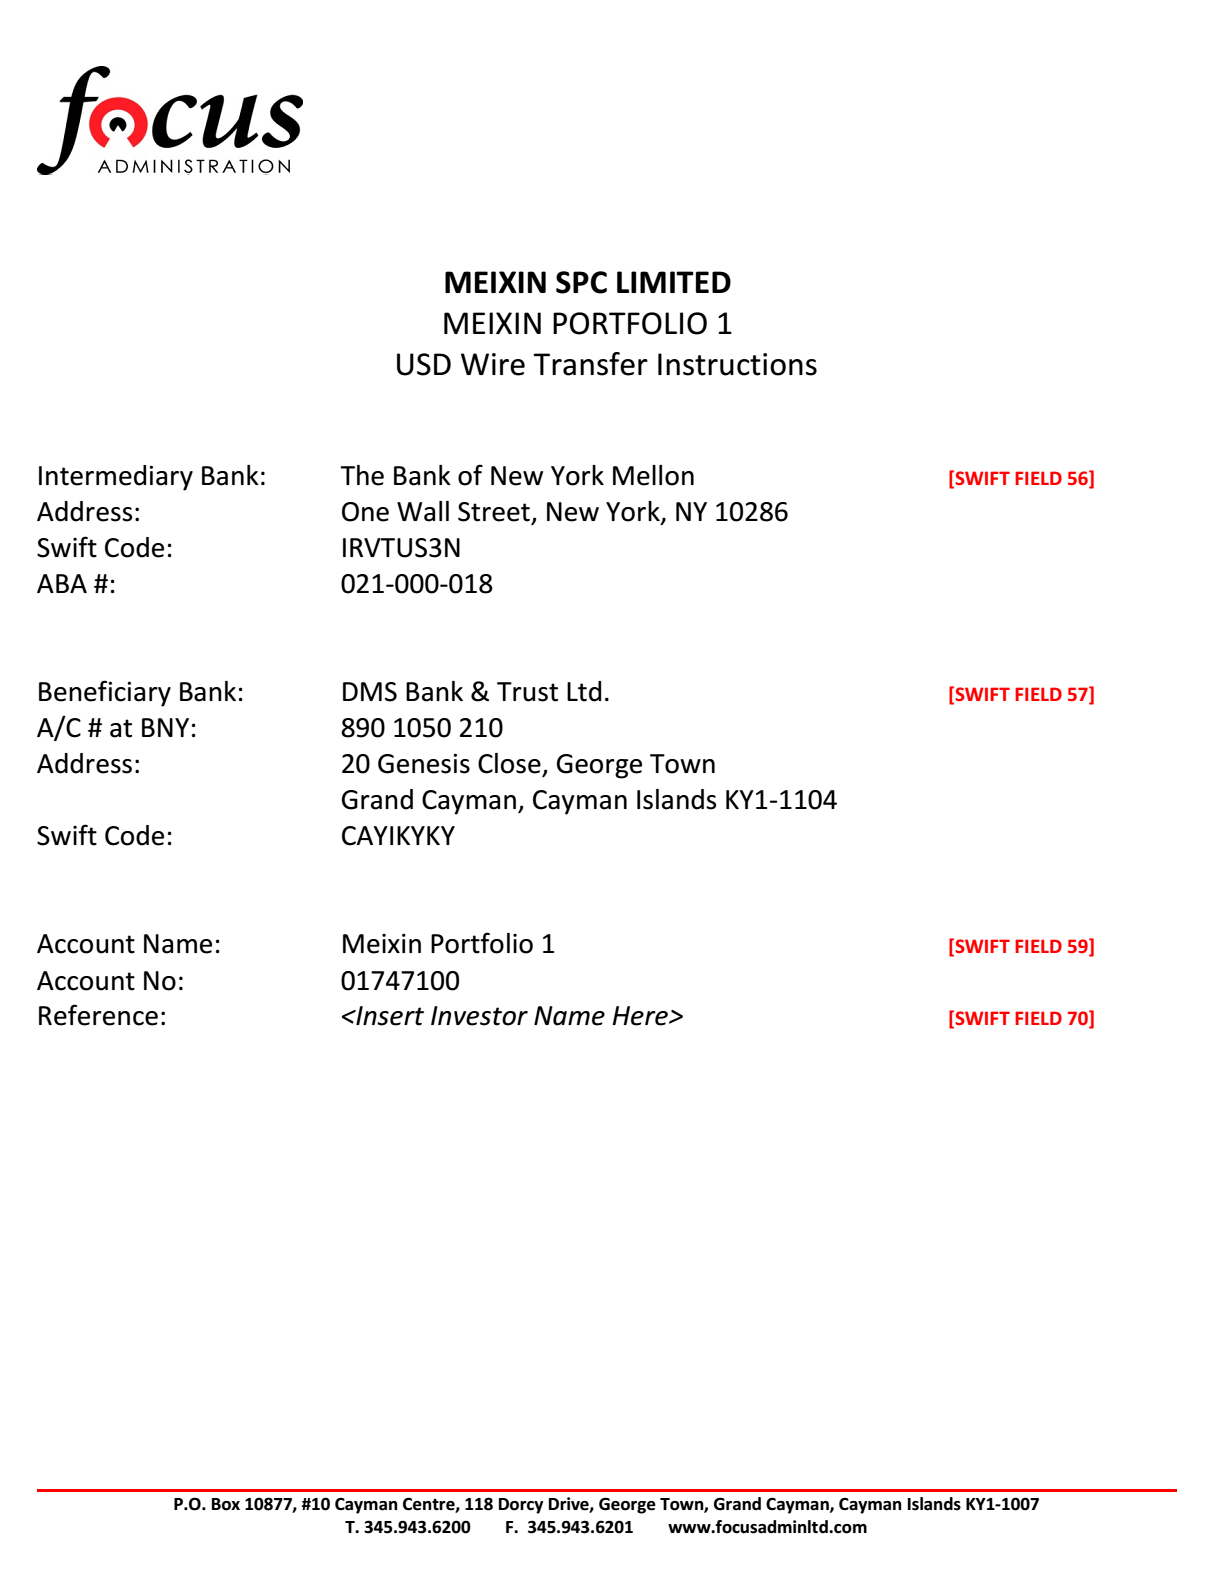 focus
ADMINISTRATION
MEIXIN SPC LIMITED
MEIXIN PORTFOLIO 1
USD Wire Transfer Instructions
Intermediary Bank: The Bank of New York Mellon [SWIFT FIELD 56]
Address: One Wall Street, New York, NY 10286
Swift Code: IRVTUS3N
ABA #: 021-000-018
Beneficiary Bank: DMS Bank & Trust Ltd. [SWIFT FIELD 57]
A/C # at BNY: 890 1050 210
Address: 20 Genesis Close, George Town
Grand Cayman, Cayman Islands KY1-1104
Swift Code: CAYIKYKY
Account Name: Meixin Portfolio 1 [SWIFT FIELD 59]
Account No: 01747100
Reference: <Insert Investor Name Here> [SWIFT FIELD 70]
P.O. Box 10877, #10 Cayman Centre, 118 Dorcy Drive, George Town, Grand Cayman, Cayman Islands KY1-1007
T. 345.943.6200 F. 345.943.6201 www.focusadminltd.com